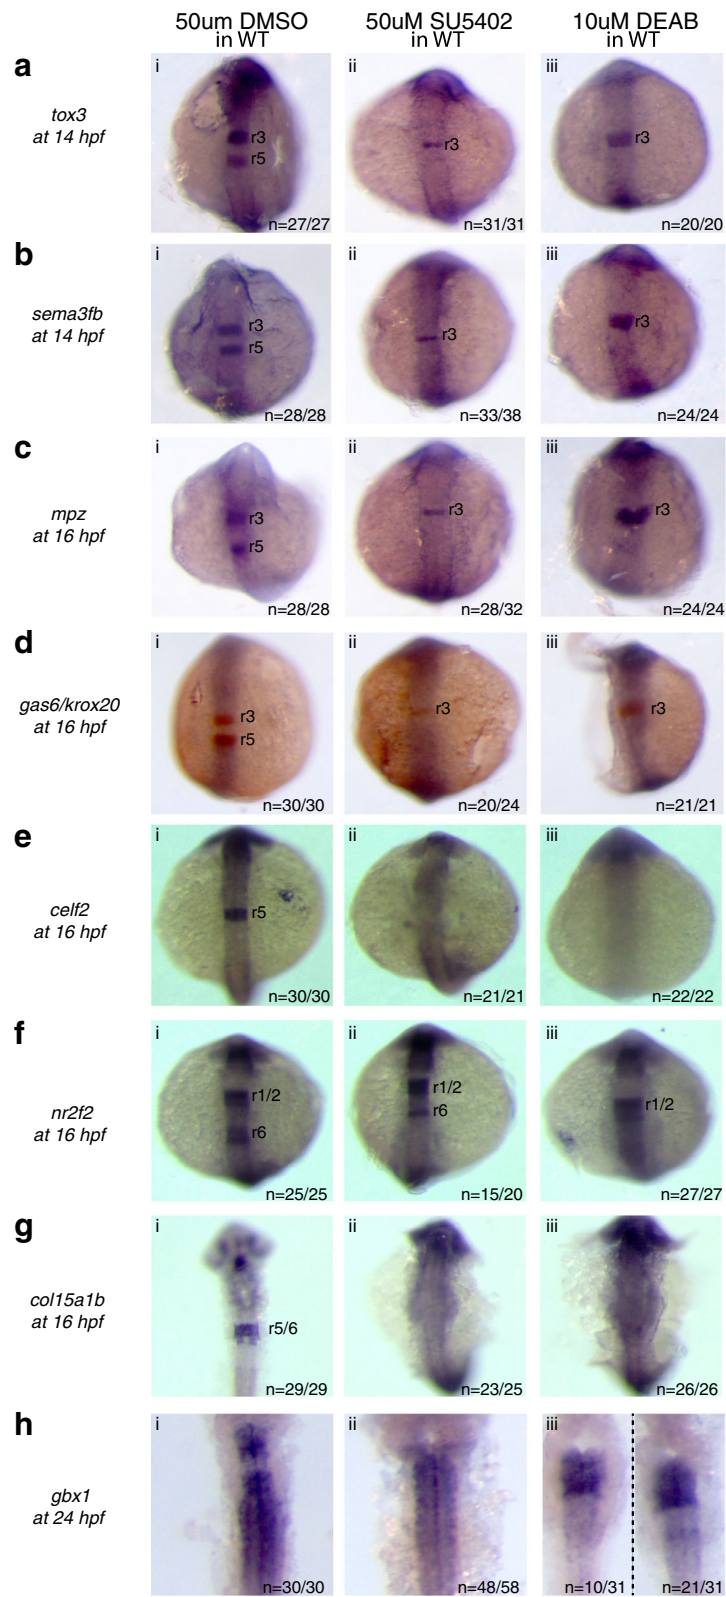 50um DMSO 50uM SU5402 10uM DEAB
in WT in WT in WT
a
tox3
at 14 hpf
i ii iii
r3 r3 r3
r5
n=27/27 n=31/31 n=20/20
b
sema3fb
at 14 hpf
i ii iii
r3 r3 r3
r5
n=28/28 n=33/38 n=24/24
c
mpz
at 16 hpf
i ii iii
r3 r3 r3
r5
n=28/28 n=28/32 n=24/24
d
gas6/krox20
at 16 hpf
i ii iii
r3 r3 r3
r5
n=30/30 n=20/24 n=21/21
e
celf2
at 16 hpf
i ii iii
r5
n=30/30 n=21/21 n=22/22
f
nr2f2
at 16 hpf
i ii iii
r1/2 r1/2 r1/2
r6 r6
n=25/25 n=15/20 n=27/27
g
col15a1b
at 16 hpf
i ii iii
r5/6
n=29/29 n=23/25 n=26/26
h
gbx1
at 24 hpf
i ii iii
n=30/30 n=48/58 n=10/31 n=21/31